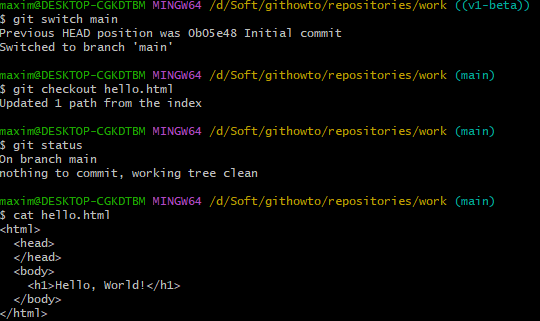 maxim@DESKTOP-CGKDTBM MINGW64 /d/Soft/githowto/repositories/work ((v1-beta))
$ git switch main
Previous HEAD position was 0b05e48 Initial commit
Switched to branch 'main'

maxim@DESKTOP-CGKDTBM MINGW64 /d/Soft/githowto/repositories/work (main)
$ git checkout hello.html
Updated 1 path from the index

maxim@DESKTOP-CGKDTBM MINGW64 /d/Soft/githowto/repositories/work (main)
$ git status
On branch main
nothing to commit, working tree clean

maxim@DESKTOP-CGKDTBM MINGW64 /d/Soft/githowto/repositories/work (main)
$ cat hello.html
<html>
  <head>
  </head>
  <body>
    <h1>Hello, World!</h1>
  </body>
</html>